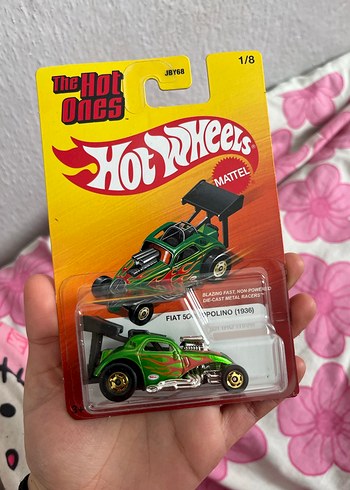 JBY68
1/8
The Hot
Ones
Hot Wheels
MATTEL
BLAZING FAST, NON-POWERED
DIE-CAST METAL RACERS
FIAT 500 TOPOLINO (1936)